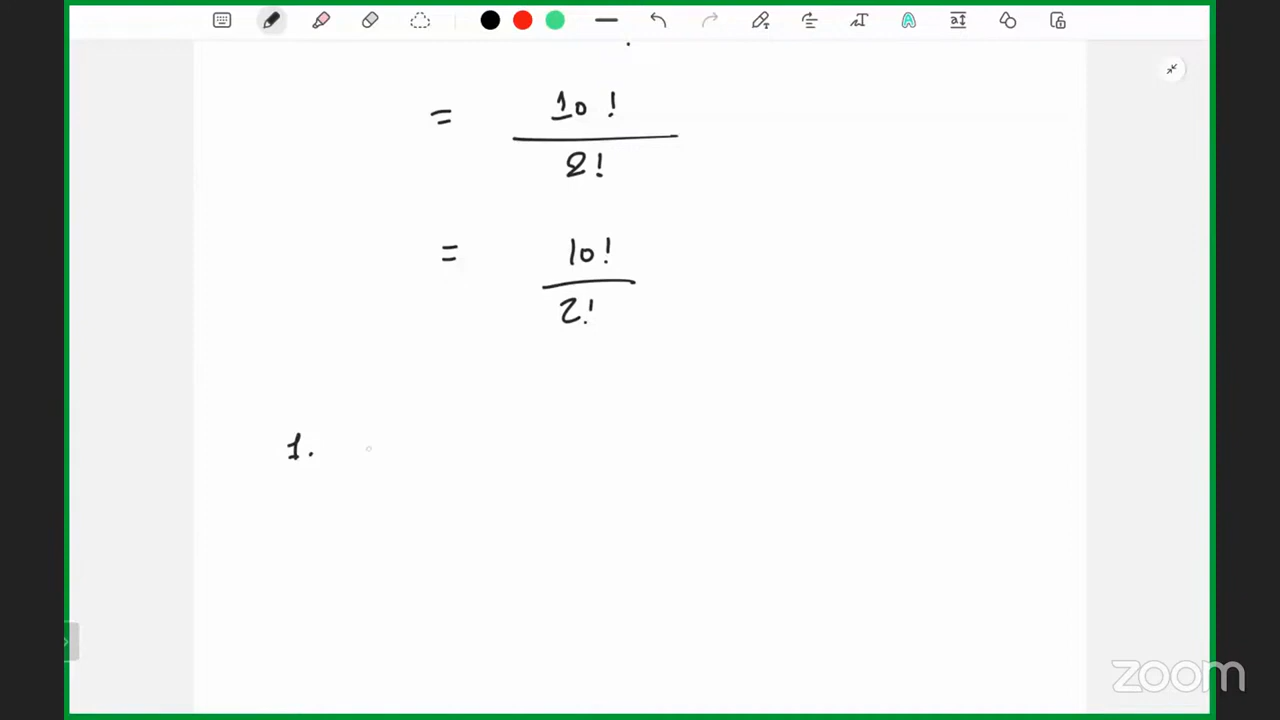 = 10 !
2!
= 10!
2!
1.
zoom